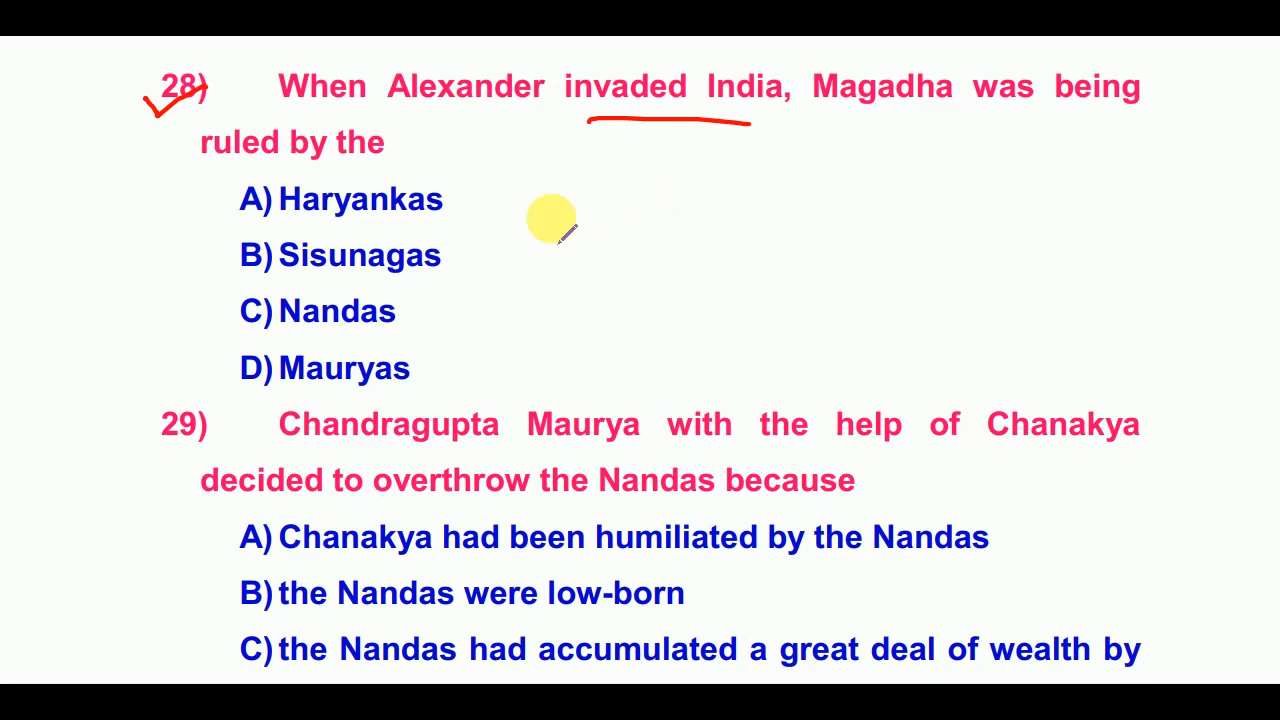 28) When Alexander invaded India, Magadha was being
ruled by the
A) Haryankas
B) Sisunagas
C) Nandas
D) Mauryas
29) Chandragupta Maurya with the help of Chanakya
decided to overthrow the Nandas because
A) Chanakya had been humiliated by the Nandas
B) the Nandas were low-born
C) the Nandas had accumulated a great deal of wealth by